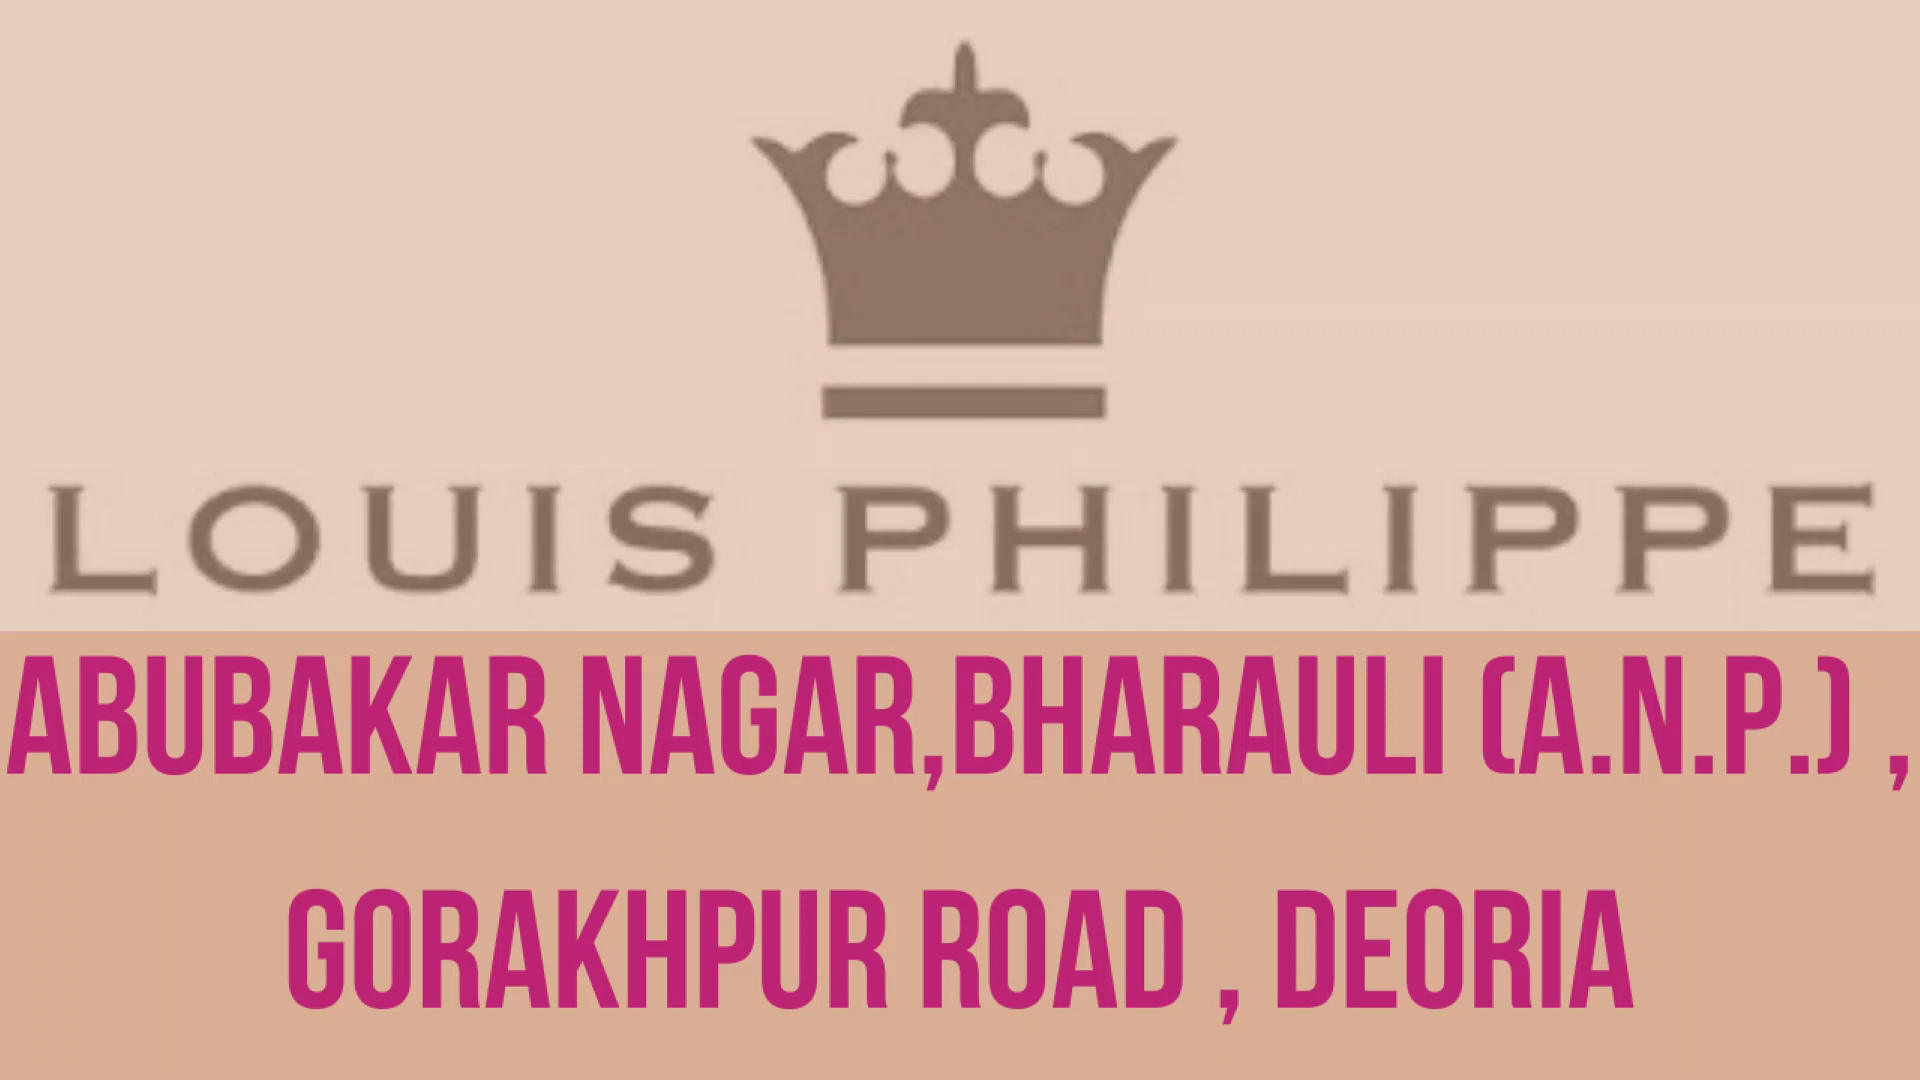 LOUIS PHILIPPE
ABUBAKAR NAGAR,BHARAULI (A.N.P.) ,
GORAKHPUR ROAD , DEORIA